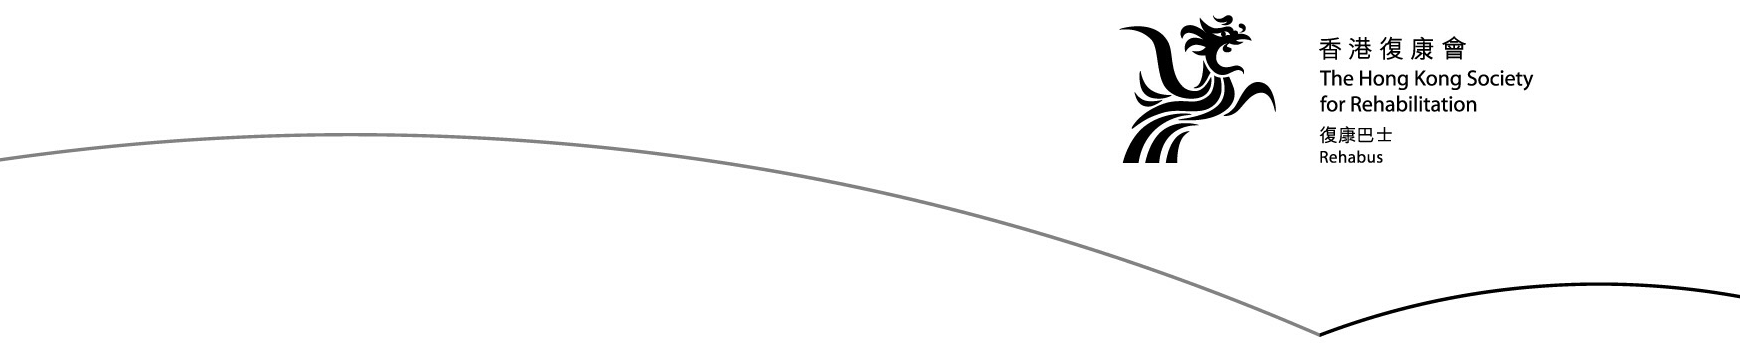 香港復康會
The Hong Kong Society
for Rehabilitation
復康巴士
Rehabus